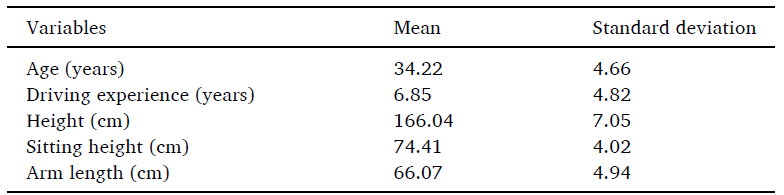 Variables Mean Standard deviation
Age (years) 34.22 4.66
Driving experience (years) 6.85 4.82
Height (cm) 166.04 7.05
Sitting height (cm) 74.41 4.02
Arm length (cm) 66.07 4.94